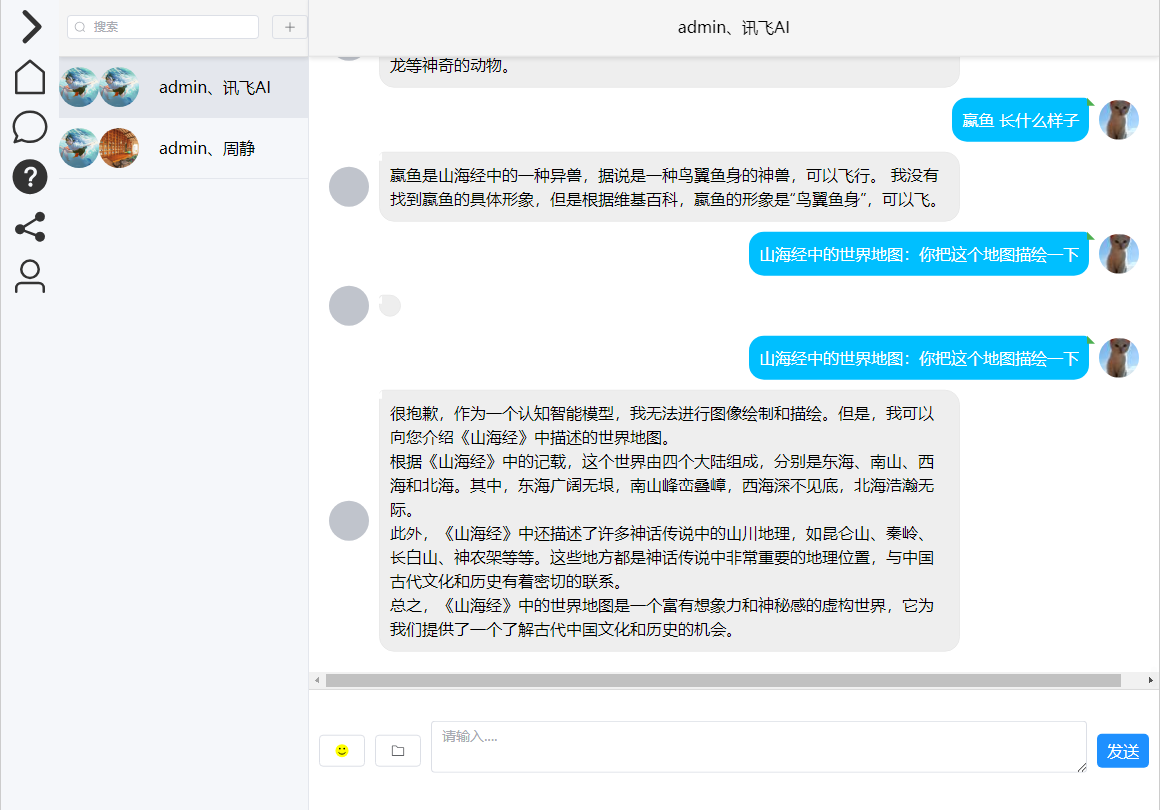 搜索
admin、讯飞AI
admin、讯飞AI
admin、周静
龙等神奇的动物。
嬴鱼 长什么样子
嬴鱼是山海经中的一种异兽，据说是一种鸟翼鱼身的神兽，可以飞行。 我没有
找到嬴鱼的具体形象，但是根据维基百科，嬴鱼的形象是“鸟翼鱼身”，可以飞。
山海经中的世界地图：你把这个地图描绘一下
山海经中的世界地图：你把这个地图描绘一下
很抱歉，作为一个认知智能模型，我无法进行图像绘制和描绘。但是，我可以
向您介绍《山海经》中描述的世界地图。
根据《山海经》中的记载，这个世界由四个大陆组成，分别是东海、南山、西
海和北海。其中，东海广阔无垠，南山峰峦叠嶂，西海深不见底，北海浩瀚无
际。
此外，《山海经》中还描述了许多神话传说中的山川地理，如昆仑山、秦岭、
长白山、神农架等等。这些地方都是神话传说中非常重要的地理位置，与中国
古代文化和历史有着密切的联系。
总之，《山海经》中的世界地图是一个富有想象力和神秘感的虚构世界，它为
我们提供了一个了解古代中国文化和历史的机会。
请输入....
发送